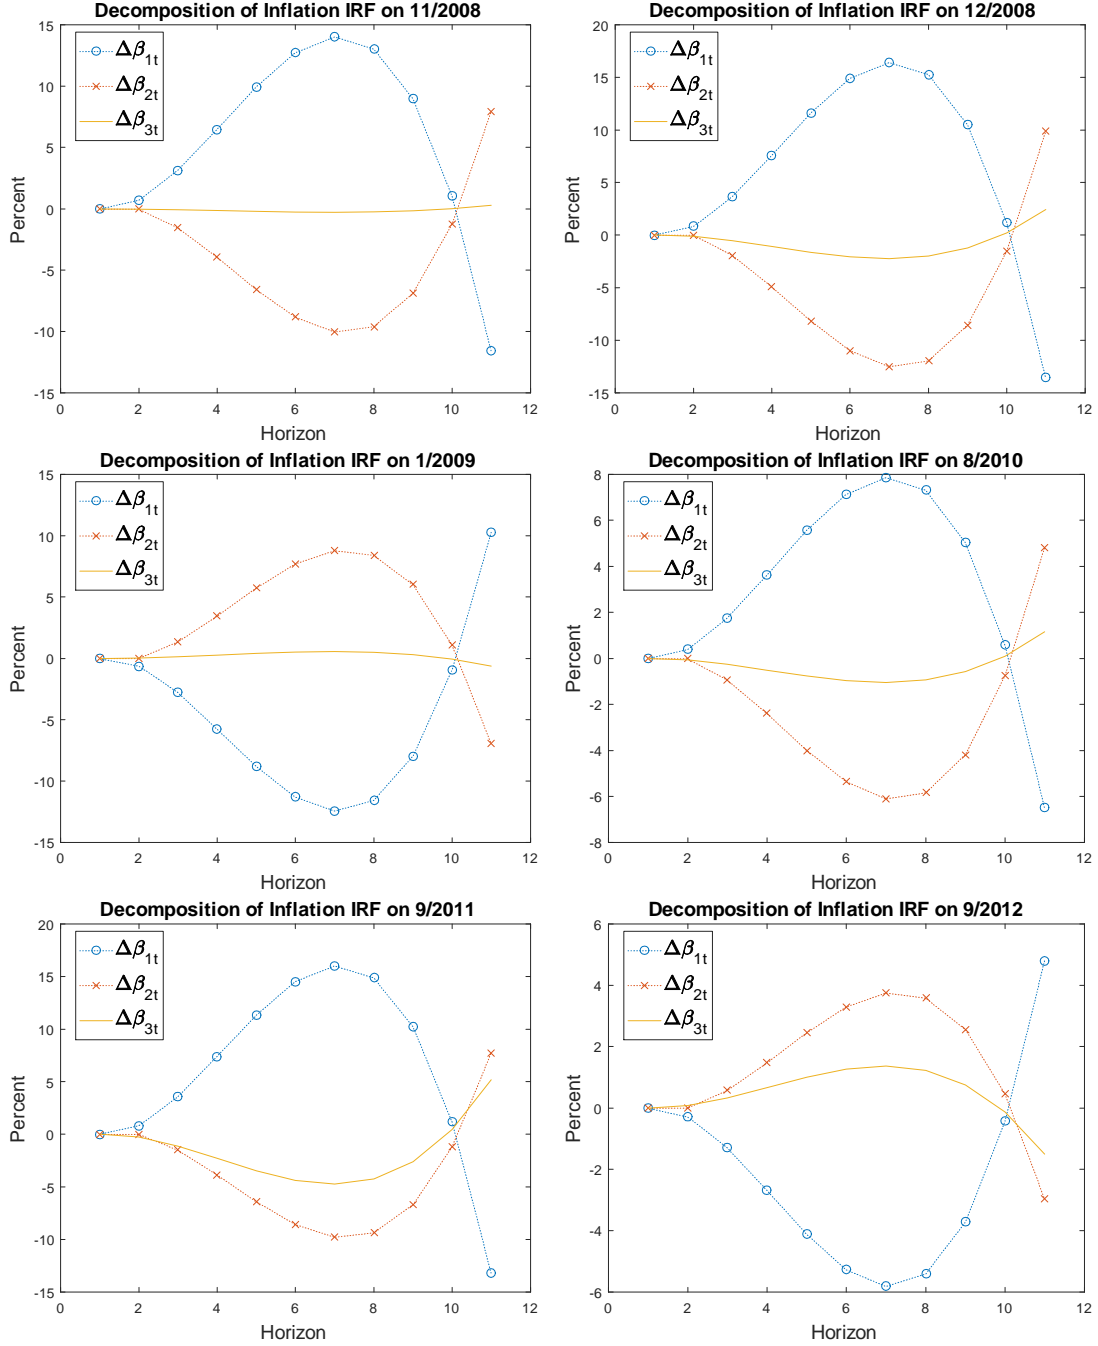 Decomposition of Inflation IRF on 11/2008
15
10
5
0
-5
-10
-15
Percent
Δβ1t
Δβ2t
Δβ3t
0 2 4 6 8 10 12
Horizon
Decomposition of Inflation IRF on 12/2008
20
15
10
5
0
-5
-10
-15
Percent
Δβ1t
Δβ2t
Δβ3t
0 2 4 6 8 10 12
Horizon
Decomposition of Inflation IRF on 1/2009
15
10
5
0
-5
-10
-15
Percent
Δβ1t
Δβ2t
Δβ3t
0 2 4 6 8 10 12
Horizon
Decomposition of Inflation IRF on 8/2010
8
6
4
2
0
-2
-4
-6
-8
Percent
Δβ1t
Δβ2t
Δβ3t
0 2 4 6 8 10 12
Horizon
Decomposition of Inflation IRF on 9/2011
20
15
10
5
0
-5
-10
-15
Percent
Δβ1t
Δβ2t
Δβ3t
0 2 4 6 8 10 12
Horizon
Decomposition of Inflation IRF on 9/2012
6
4
2
0
-2
-4
-6
Percent
Δβ1t
Δβ2t
Δβ3t
0 2 4 6 8 10 12
Horizon